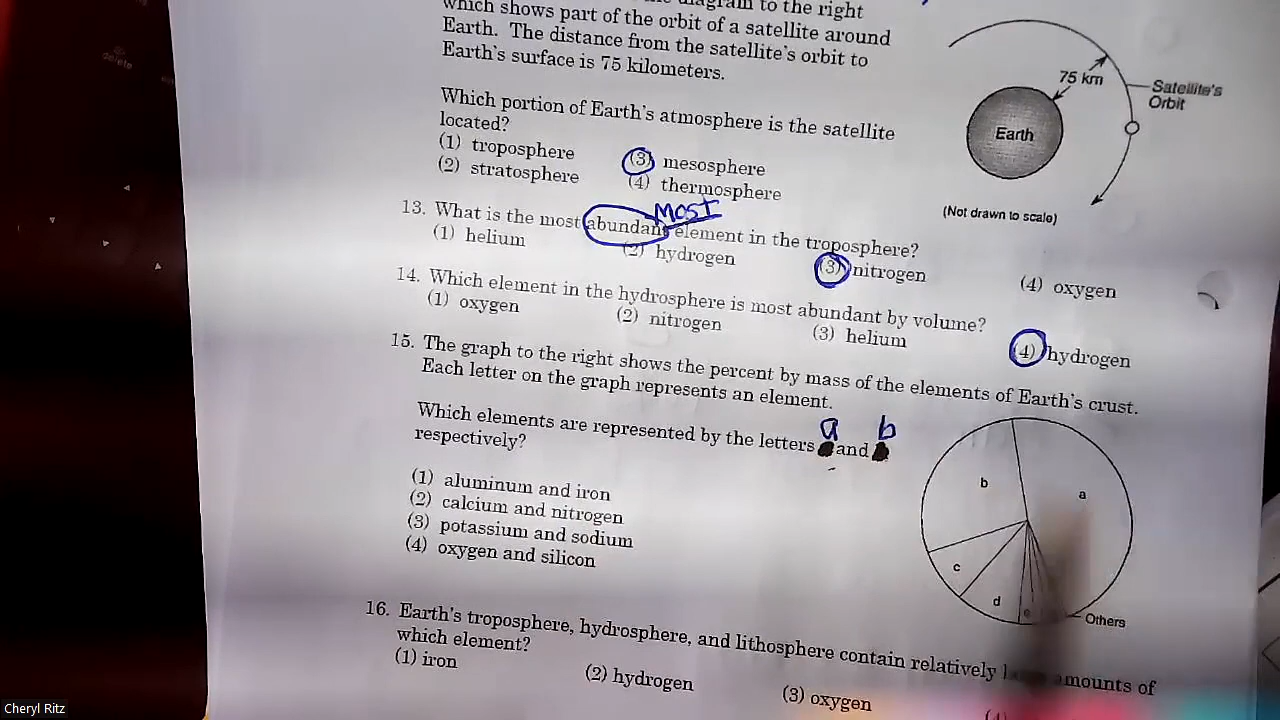 diagram to the right
which shows part of the orbit of a satellite around
Earth. The distance from the satellite's orbit to
Earth's surface is 75 kilometers.
75 km
Satellite's
Orbit
Earth
(Not drawn to scale)
Which portion of Earth's atmosphere is the satellite
located?
(1) troposphere (3) mesosphere
(2) stratosphere (4) thermosphere
MOST
13. What is the most abundant element in the troposphere?
(1) helium (2) hydrogen (3) nitrogen (4) oxygen
14. Which element in the hydrosphere is most abundant by volume?
(1) oxygen (2) nitrogen (3) helium (4) hydrogen
15. The graph to the right shows the percent by mass of the elements of Earth's crust.
Each letter on the graph represents an element.
a b
Which elements are represented by the letters and
respectively?
(1) aluminum and iron
(2) calcium and nitrogen
(3) potassium and sodium
(4) oxygen and silicon
b
a
c
d
e
Others
16. Earth's troposphere, hydrosphere, and lithosphere contain relatively amounts of
which element?
(1) iron (2) hydrogen (3) oxygen
Cheryl Ritz